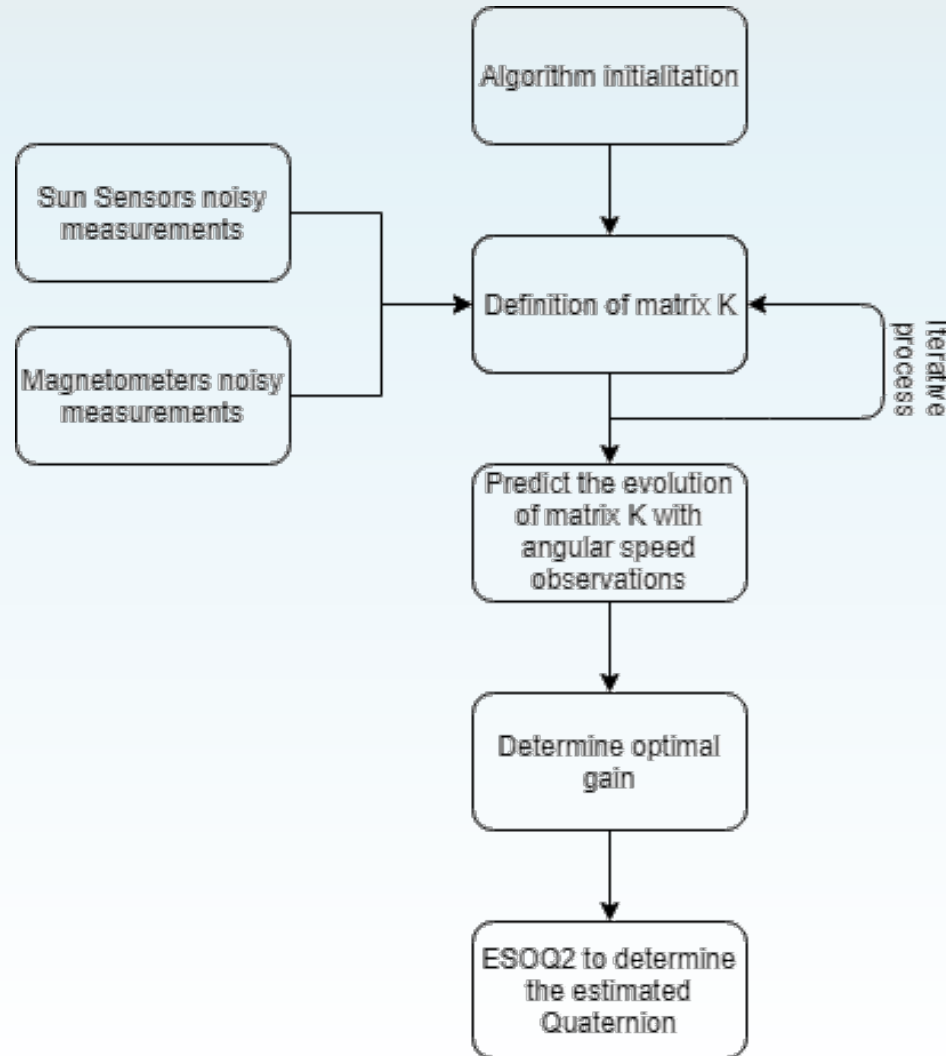 Algorithm initialitation
Sun Sensors noisy
measurements
Definition of matrix K
Iterative
process
Magnetometers noisy
measurements
Predict the evolution
of matrix K with
angular speed
observations
Determine optimal
gain
ESOQ2 to determine
the estimated
Quaternion